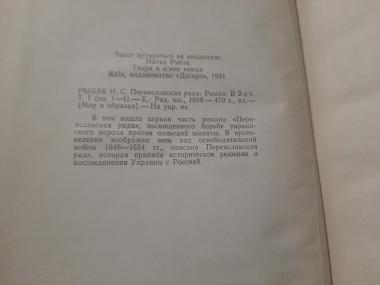 Текст друкується за виданням:
Натан Рибак
Твори в п'яти томах
Київ, видавництво «Дніпро», 1981
РЫБАК Н. С. Переяславская рада: Роман: В 2-х т.
Т. 1 (кн. 1—4).— К.: Рад. шк., 1988.— 479 с., ил.—
(Мир в образах).— На укр. яз.
В том вошла первая часть романа «Пере-
яславская рада», посвященного борьбе украин-
ского народа против польской шляхты. В произ-
ведении изображен весь ход освободительной
войны 1648—1654 гг., описана Переяславская
рада, которая приняла историческое решение о
воссоединении Украины с Россией.